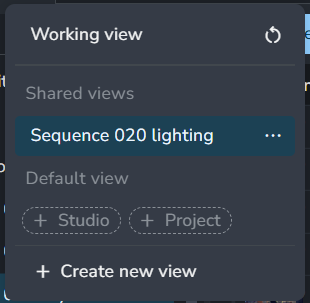 Working view
Shared views
Sequence 020 lighting
Default view
+ Studio + Project
+ Create new view